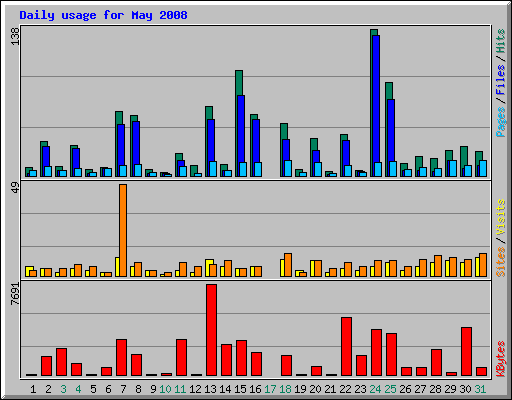 Daily usage for May 2008
138
Pages / Files / Hits
49
Sites / Visits
7691
KBytes
1 2 3 4 5 6 7 8 9 10 11 12 13 14 15 16 17 18 19 20 21 22 23 24 25 26 27 28 29 30 31